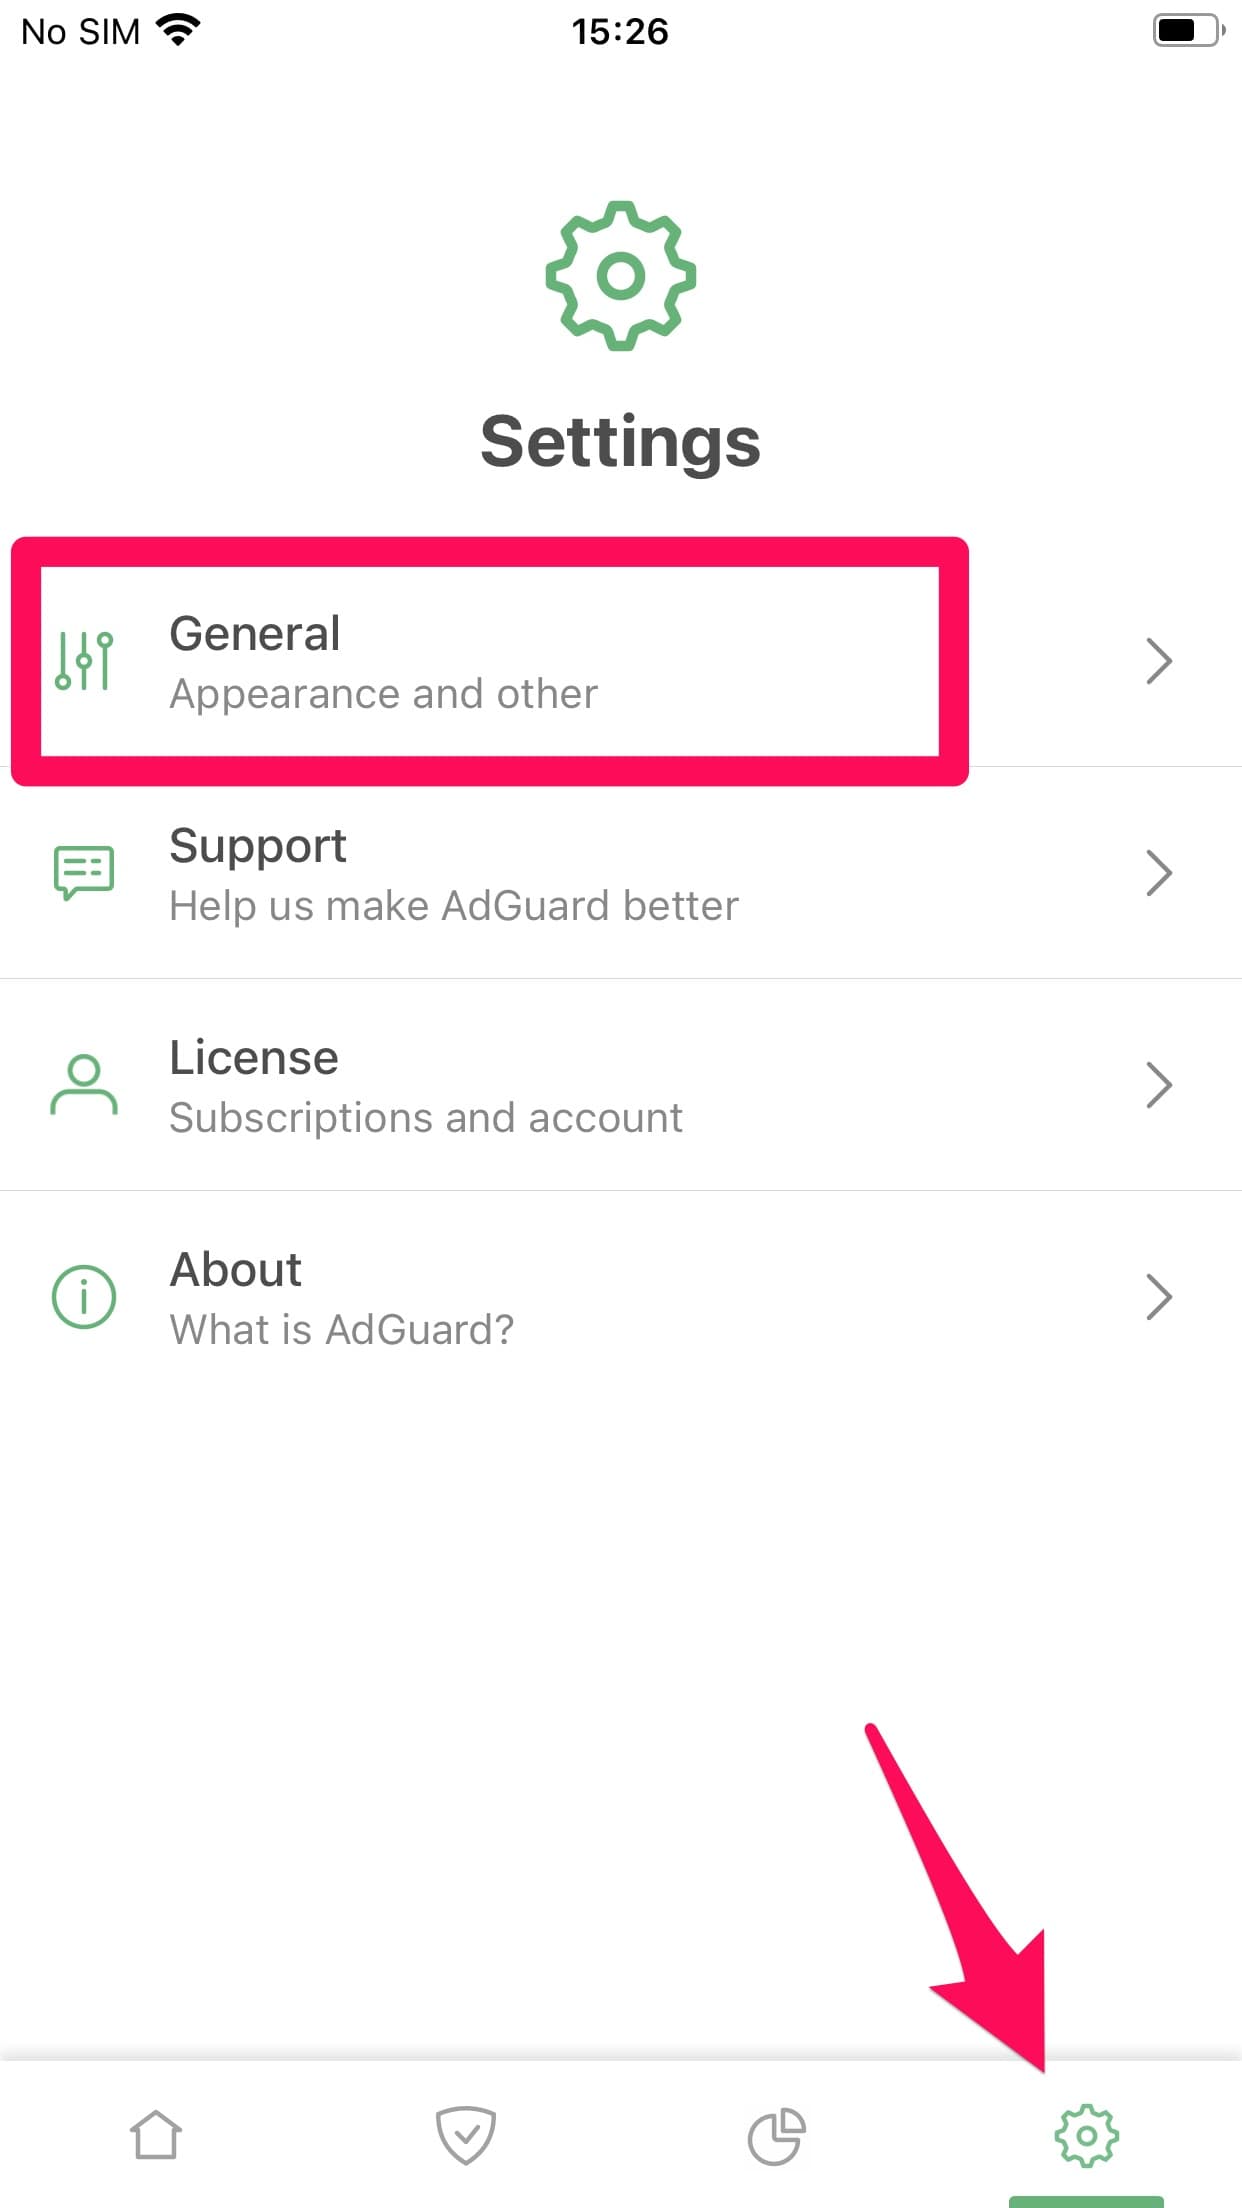 No SIM 15:26
Settings
General
Appearance and other
Support
Help us make AdGuard better
License
Subscriptions and account
About
What is AdGuard?